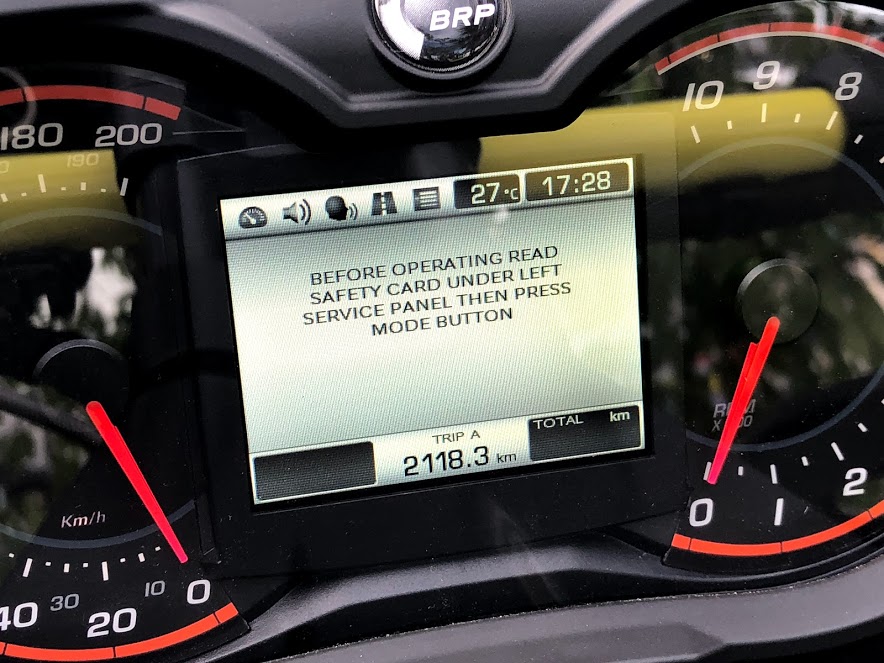 BRP
180 200
190
10 9 8
27°C 17:28
BEFORE OPERATING READ
SAFETY CARD UNDER LEFT
SERVICE PANEL THEN PRESS
MODE BUTTON
TRIP A
2118.3 km
TOTAL km
Km/h
40 30 20 10 0
RPM
0 1 2